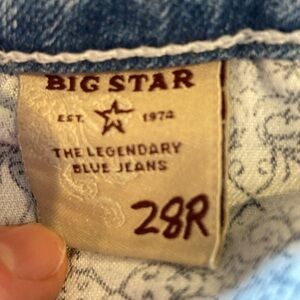 BIG STAR
EST. 1974
THE LEGENDARY
BLUE JEANS
28R